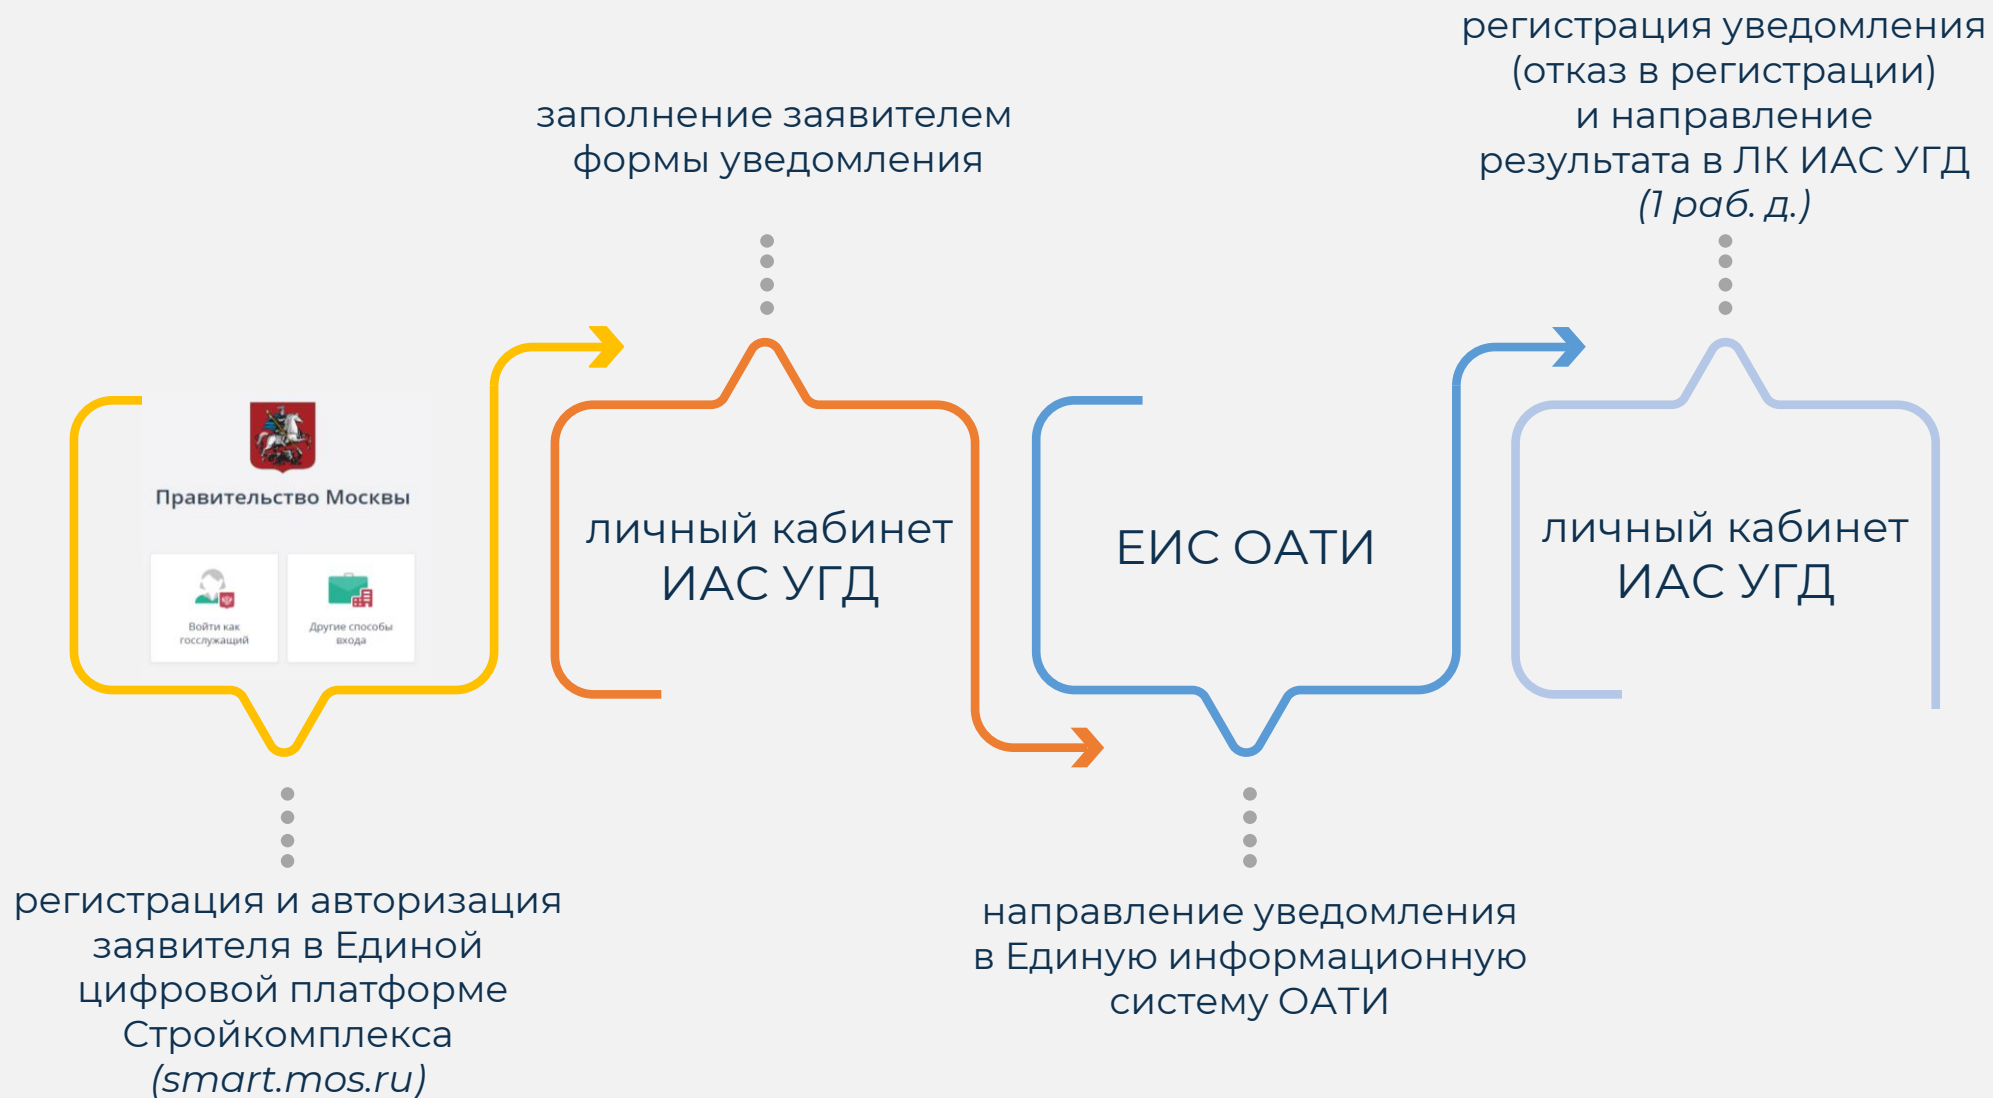 Правительство Москвы
Войти как
госслужащий
Другие способы
входа
регистрация и авторизация
заявителя в Единой
цифровой платформе
Стройкомплекса
(smart.mos.ru)
заполнение заявителем
формы уведомления
личный кабинет
ИАС УГД
ЕИС ОАТИ
направление уведомления
в Единую информационную
систему ОАТИ
регистрация уведомления
(отказ в регистрации)
и направление
результата в ЛК ИАС УГД
(1 раб. д.)
личный кабинет
ИАС УГД